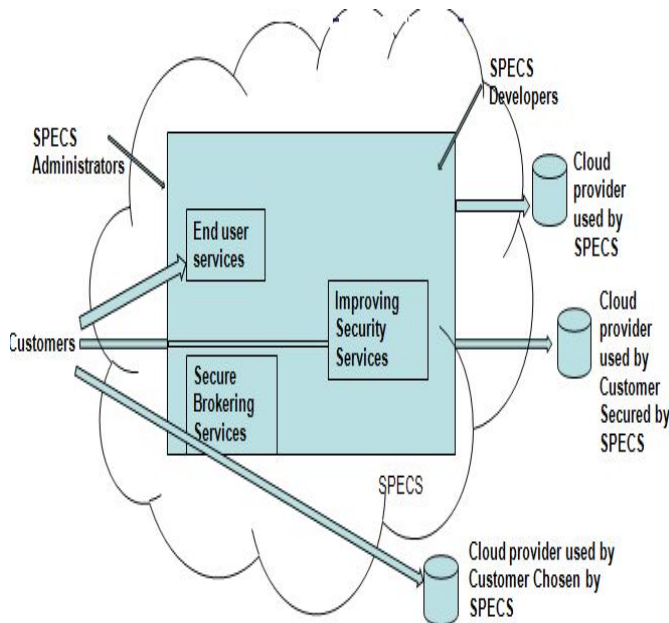 SPECS
Developers
SPECS
Administrators
Cloud
provider
used by
SPECS
End user
services
Improving
Security
Services
Cloud
provider
used by
Customer
Secured by
SPECS
Customers
Secure
Brokering
Services
SPECS
Cloud provider used by
Customer Chosen by
SPECS